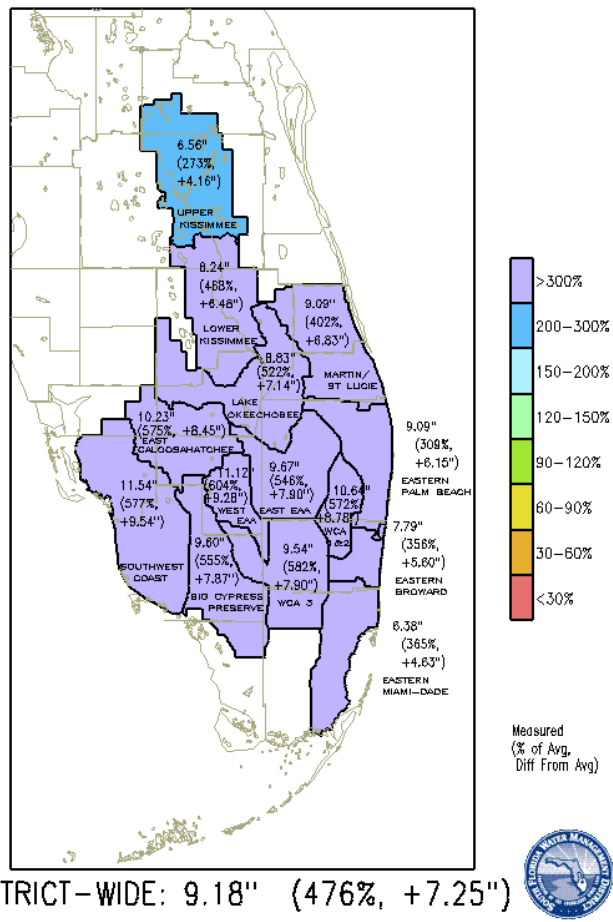 6.56"
(273%,
+4.16")
UPPER
KISSIMMEE
8.24"
(468%,
+6.48")
LOWER
KISSIMMEE
9.09"
(402%,
+6.83")
MARTIN/
ST LUCIE
8.83"
(522%,
+7.14")
LAKE
OKEECHOBEE
10.23"
(575%, +8.45")
EAST
CALOOSAHATCHEE
9.09"
(309%,
+6.15")
EASTERN
PALM BEACH
11.54"
(577%,
+9.54")
SOUTHWEST
COAST
11.12"
(604%,
+9.28")
WEST
EAA
9.67"
(546%,
+7.90")
EAST EAA
10.64"
(572%
+8.78")
WCA
1&2
7.79"
(356%,
+5.60")
EASTERN
BROWARD
9.60"
(555%,
+7.87")
BIG CYPRESS
PRESERVE
9.54"
(582%,
+7.90")
WCA 3
6.38"
(365%,
+4.63")
EASTERN
MIAMI-DADE
>300%
200-300%
150-200%
120-150%
90-120%
60-90%
30-60%
<30%
Measured
(% of Avg,
Diff From Avg)
TRICT-WIDE: 9.18" (476%, +7.25")
SOUTH FLORIDA WATER MANAGEMENT DISTRICT